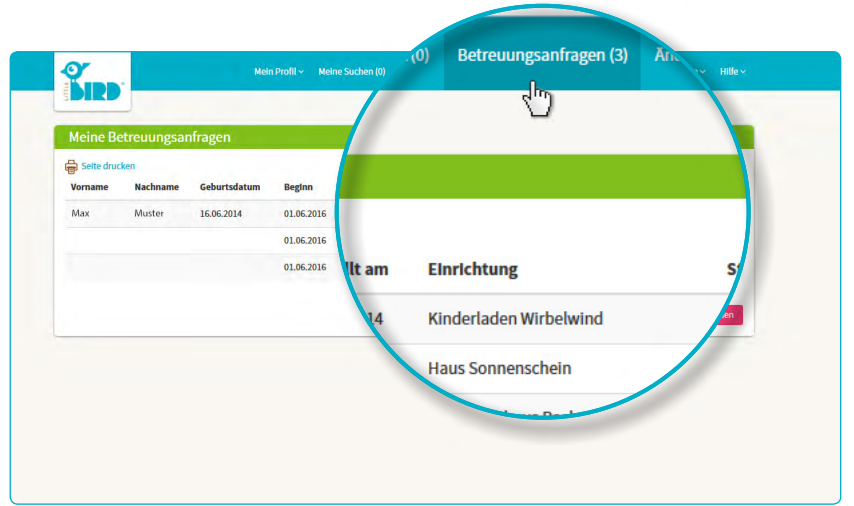 LITTLE BIRD
Mein Profil Meine Suchen (0) (0) Betreuungsanfragen (3) Hilfe
Meine Betreuungsanfragen
Seite drucken
Vorname Nachname Geburtsdatum Beginn llt am Einrichtung
Max Muster 16.06.2014 01.06.2016 14 Kinderladen Wirbelwind
01.06.2016 Haus Sonnenschein
01.06.2016